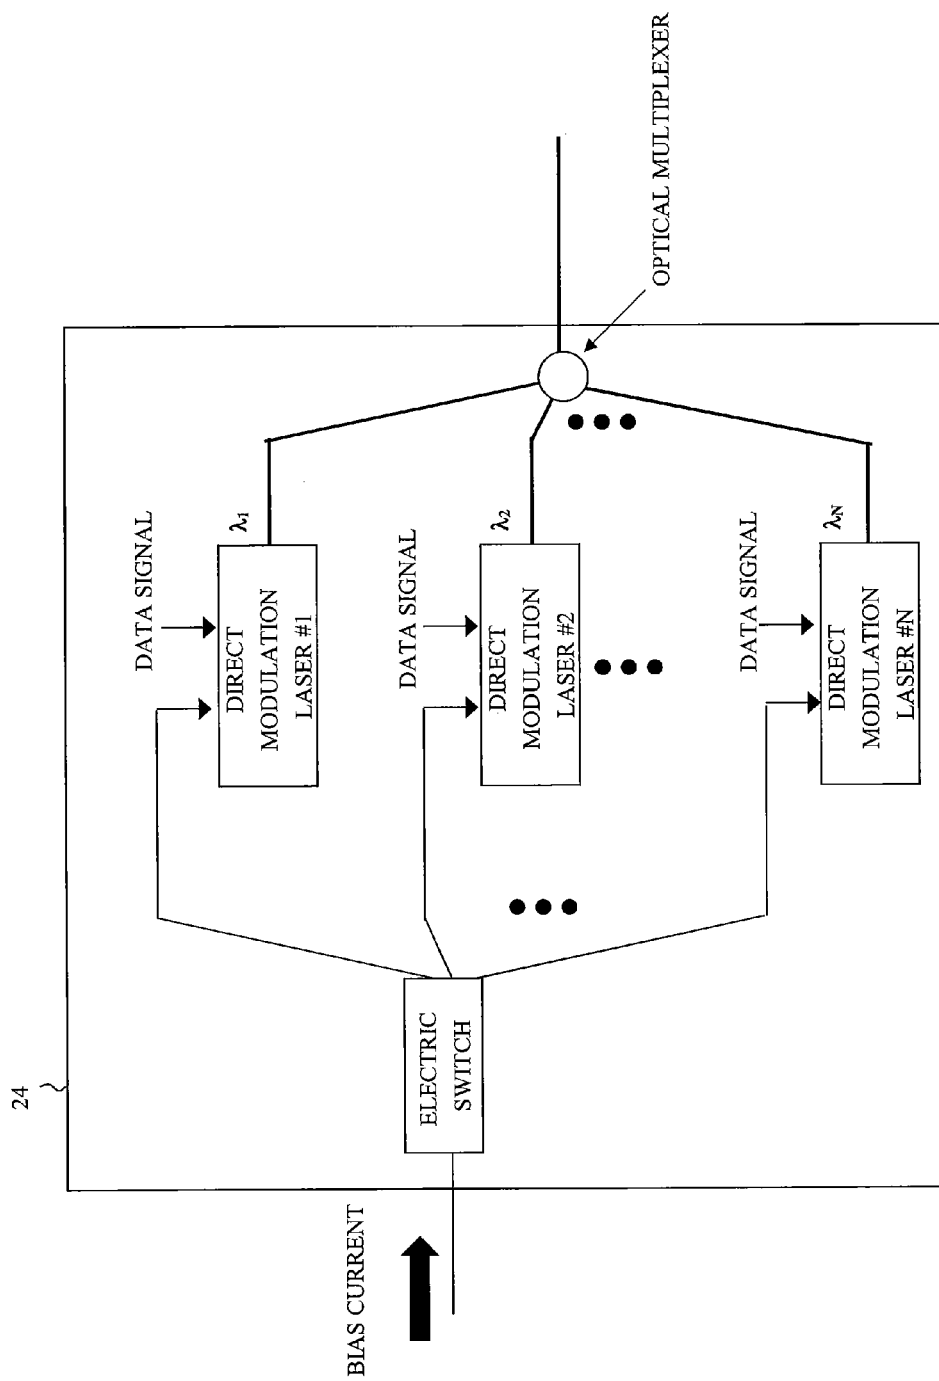 24
BIAS CURRENT
ELECTRIC
SWITCH
DATA SIGNAL
DIRECT
MODULATION
LASER #1
λ1
DATA SIGNAL
DIRECT
MODULATION
LASER #2
λ2
DATA SIGNAL
DIRECT
MODULATION
LASER #N
λN
OPTICAL MULTIPLEXER